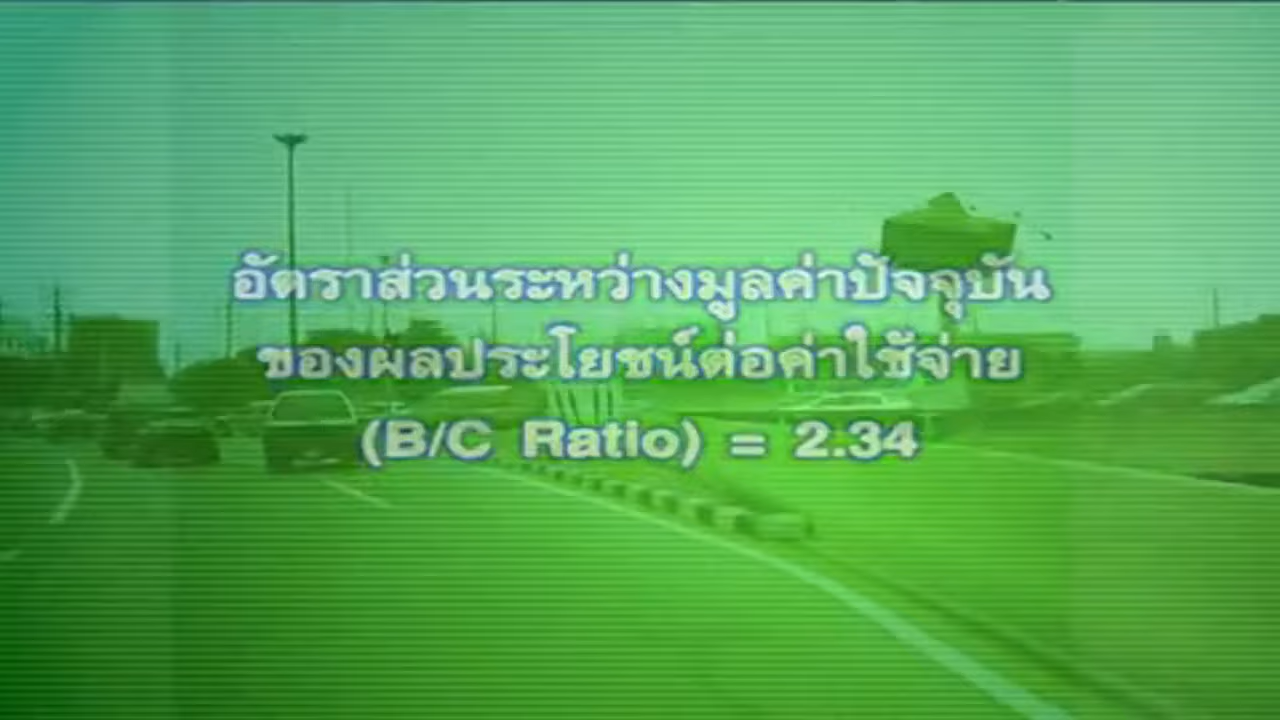 อัตราส่วนระหว่างมูลค่าปัจจุบัน
ของผลประโยชน์ต่อค่าใช้จ่าย
(B/C Ratio) = 2.34